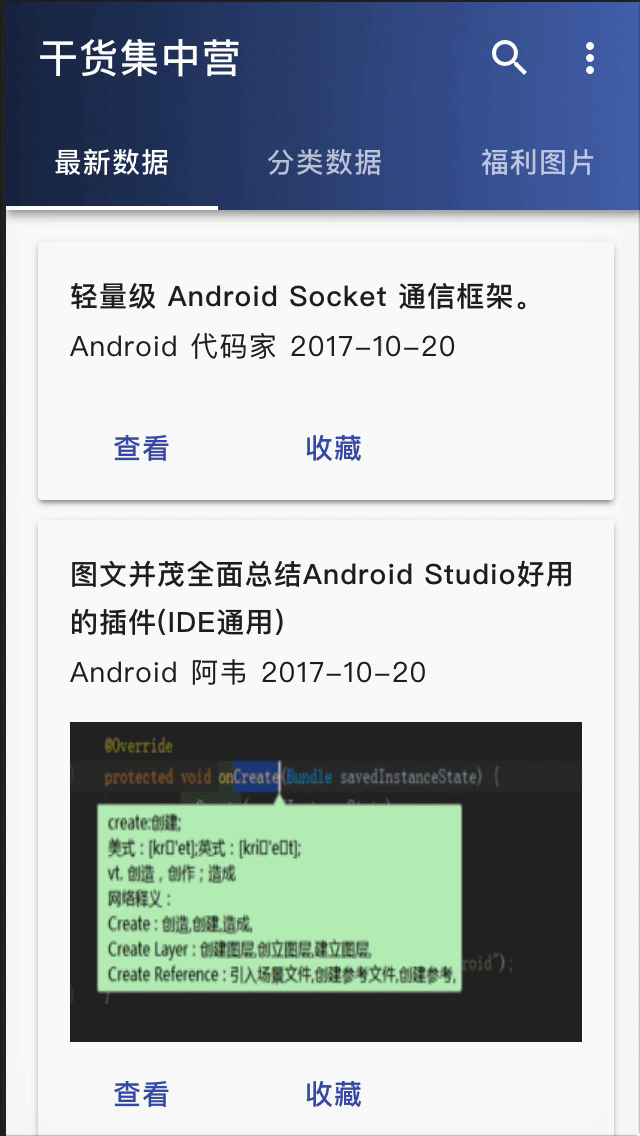 干货集中营
最新数据 分类数据 福利图片
轻量级 Android Socket 通信框架。
Android 代码家 2017-10-20
查看 收藏
图文并茂全面总结Android Studio好用
的插件(IDE通用)
Android 阿韦 2017-10-20
@Override
protected void onCreate(Bundle savedInstanceState) {
create:创建;
美式：[kr▯'et];英式：[kri▯'e▯t];
vt. 创造，创作；造成
网络释义：
Create : 创造,创建,造成,
Create Layer : 创建图层,创立图层,建立图层,
roid");
Create Reference : 引入场景文件,创建参考文件,创建参考,
}
查看 收藏